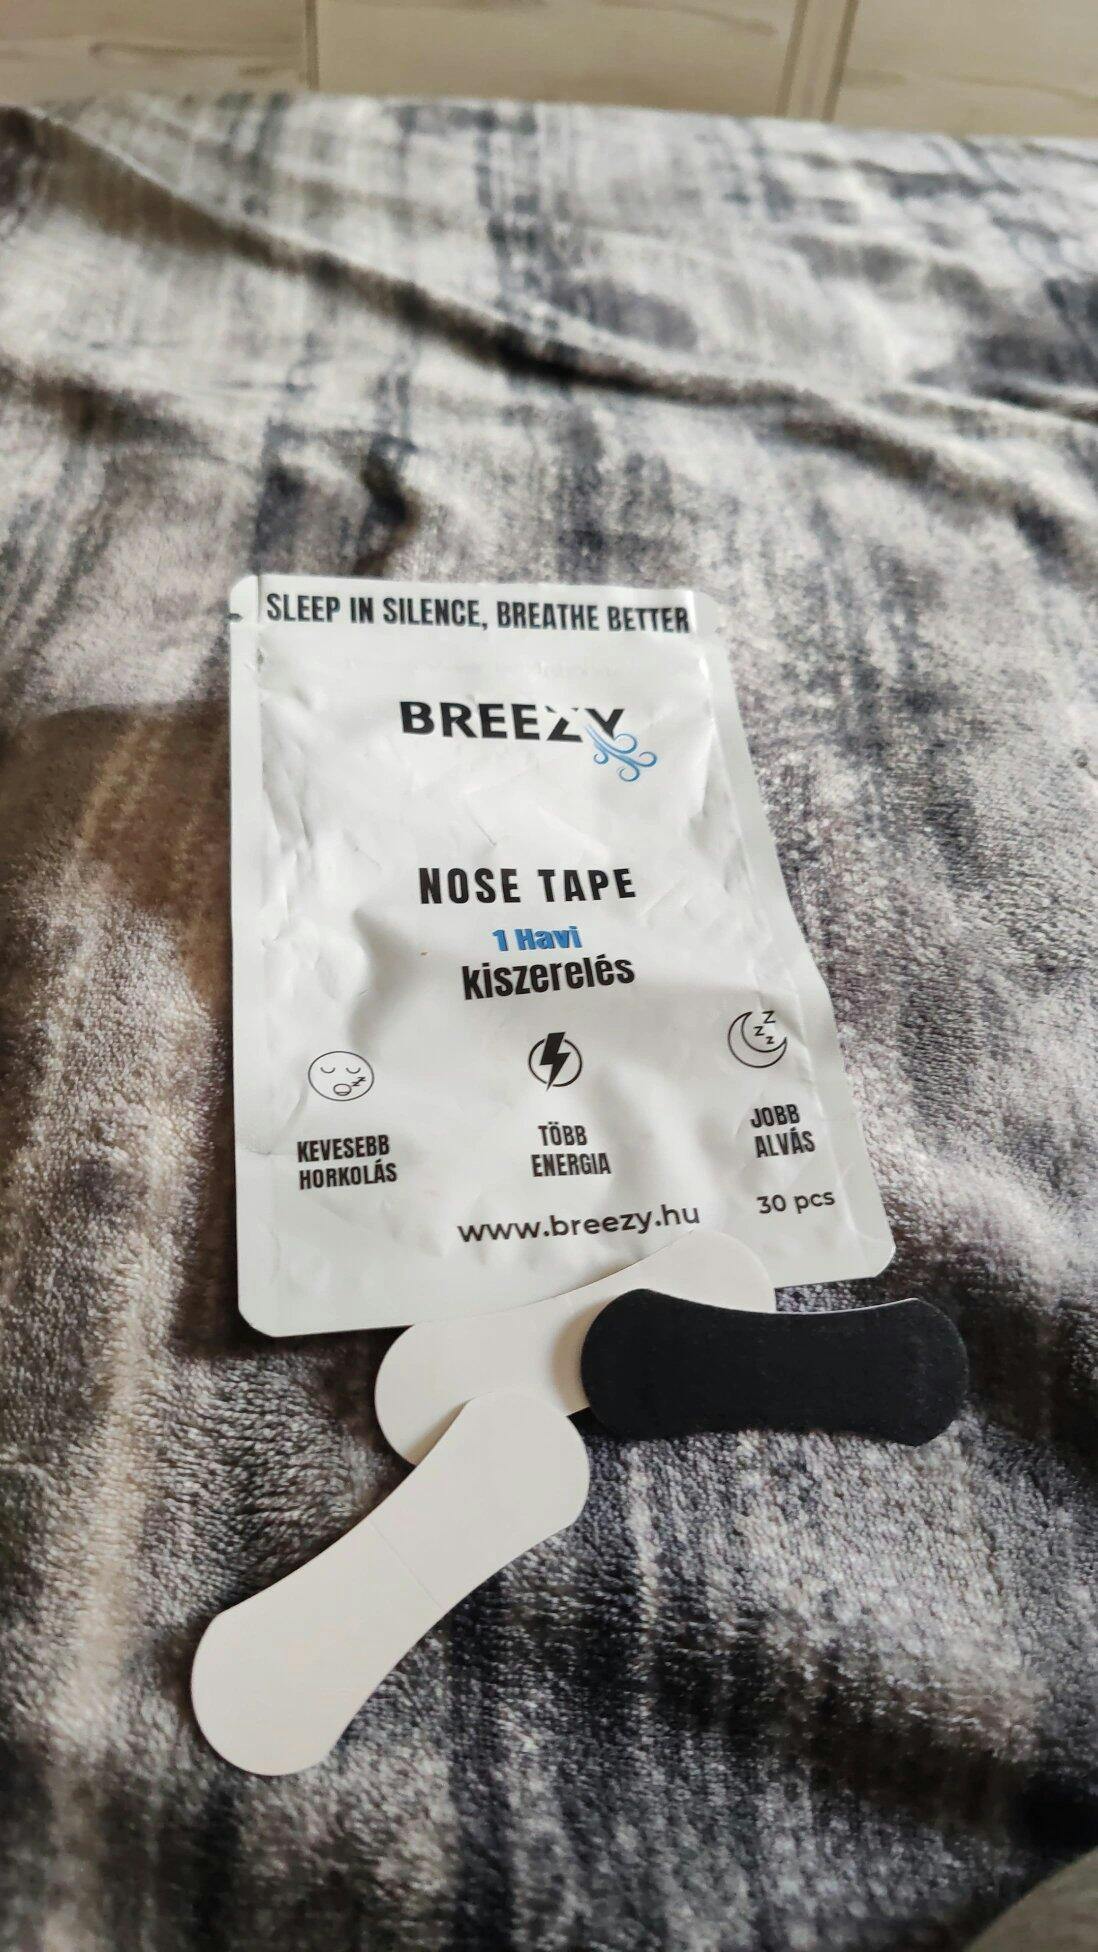 SLEEP IN SILENCE, BREATHE BETTER
BREEZY
NOSE TAPE
1 Havi
kiszerelés
z z z
KEVESEBB
HORKOLÁS
TÖBB
ENERGIA
JOBB
ALVÁS
www.breezy.hu
30 pcs